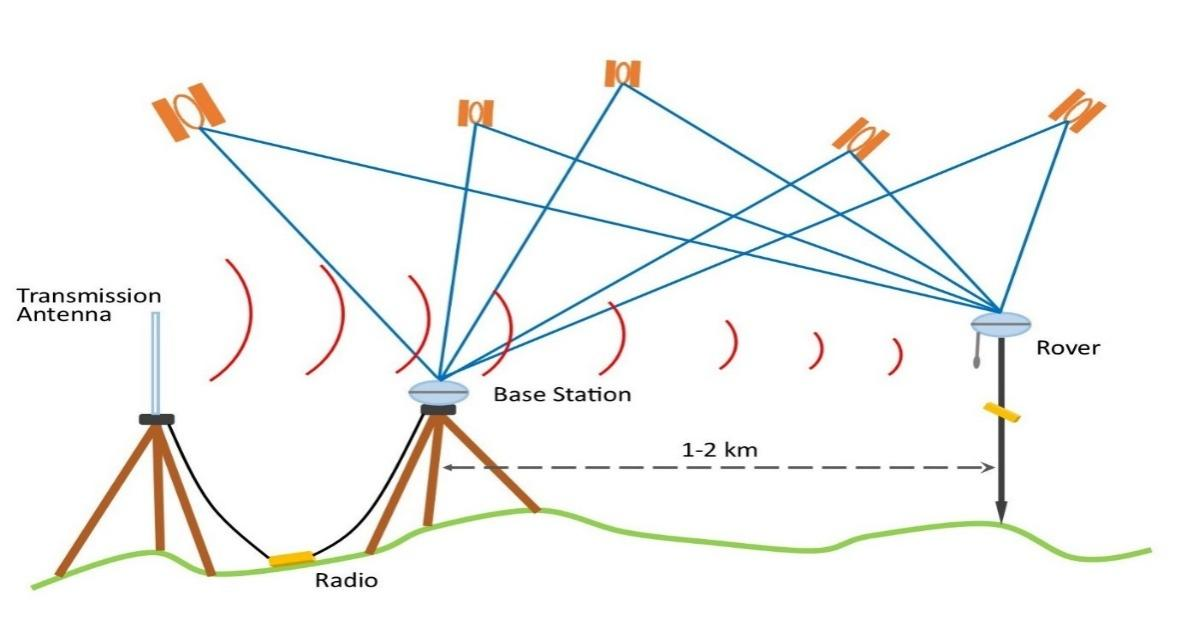 Transmission
Antenna
Rover
Base Station
1-2 km
Radio